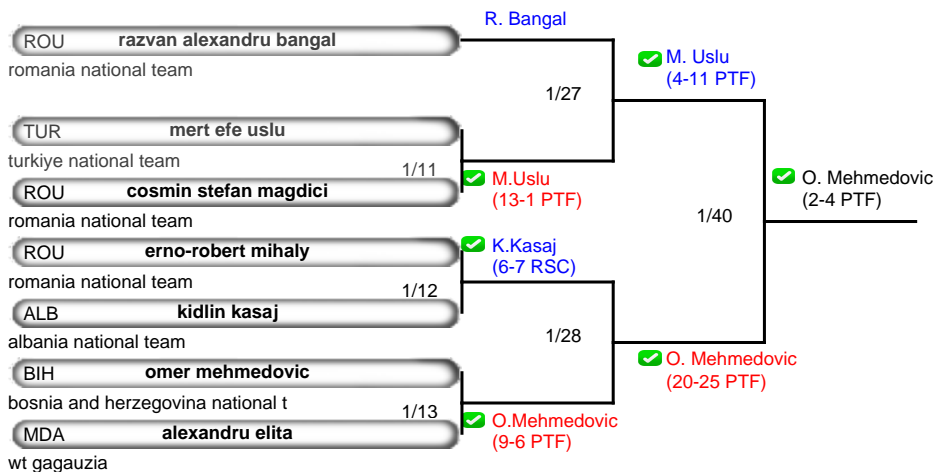 R. Bangal
ROU razvan alexandru bangal
romania national team
M. Uslu
(4-11 PTF)
1/27
TUR mert efe uslu
turkiye national team
1/11
M.Uslu
(13-1 PTF)
ROU cosmin stefan magdici
romania national team
O. Mehmedovic
(2-4 PTF)
1/40
ROU erno-robert mihaly
romania national team
K.Kasaj
(6-7 RSC)
1/12
ALB kidlin kasaj
albania national team
1/28
BIH omer mehmedovic
bosnia and herzegovina national t
O. Mehmedovic
(20-25 PTF)
1/13
O.Mehmedovic
(9-6 PTF)
MDA alexandru elita
wt gagauzia